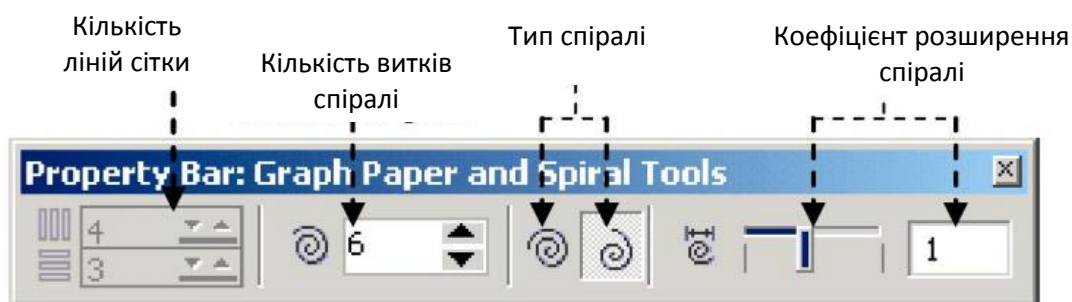 Кількість
ліній сітки
Кількість витків
спіралі
Тип спіралі
Коефіцієнт розширення
спіралі
Property Bar: Graph Paper and Spiral Tools
4
3
6
1